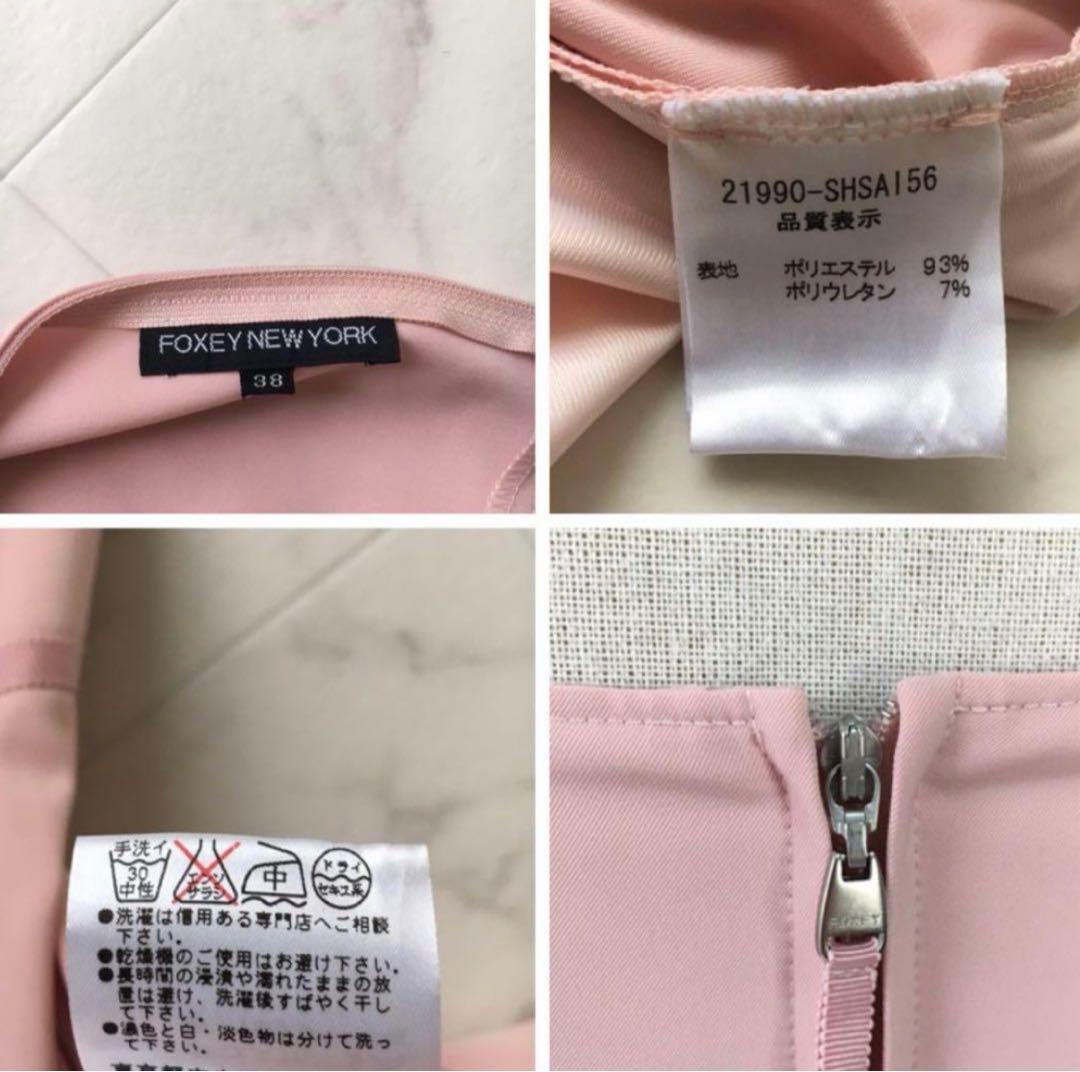 FOXEY NEW YORK
38
21990-SHSA156
品質表示
表地 ポリエステル 93%
ポリウレタン 7%
手洗イ
30
中性
エンソ
サラシ
中
ドライ
セキユ系
●洗濯は信用ある専門店へご相談
下さい。
●乾燥機のご使用はお避け下さい。
●長時間の浸漬や濡れたままの放
置は避け、洗濯後すばやく干し
て下さい。
●濃色と白・淡色物は分けて洗っ
て下さい。